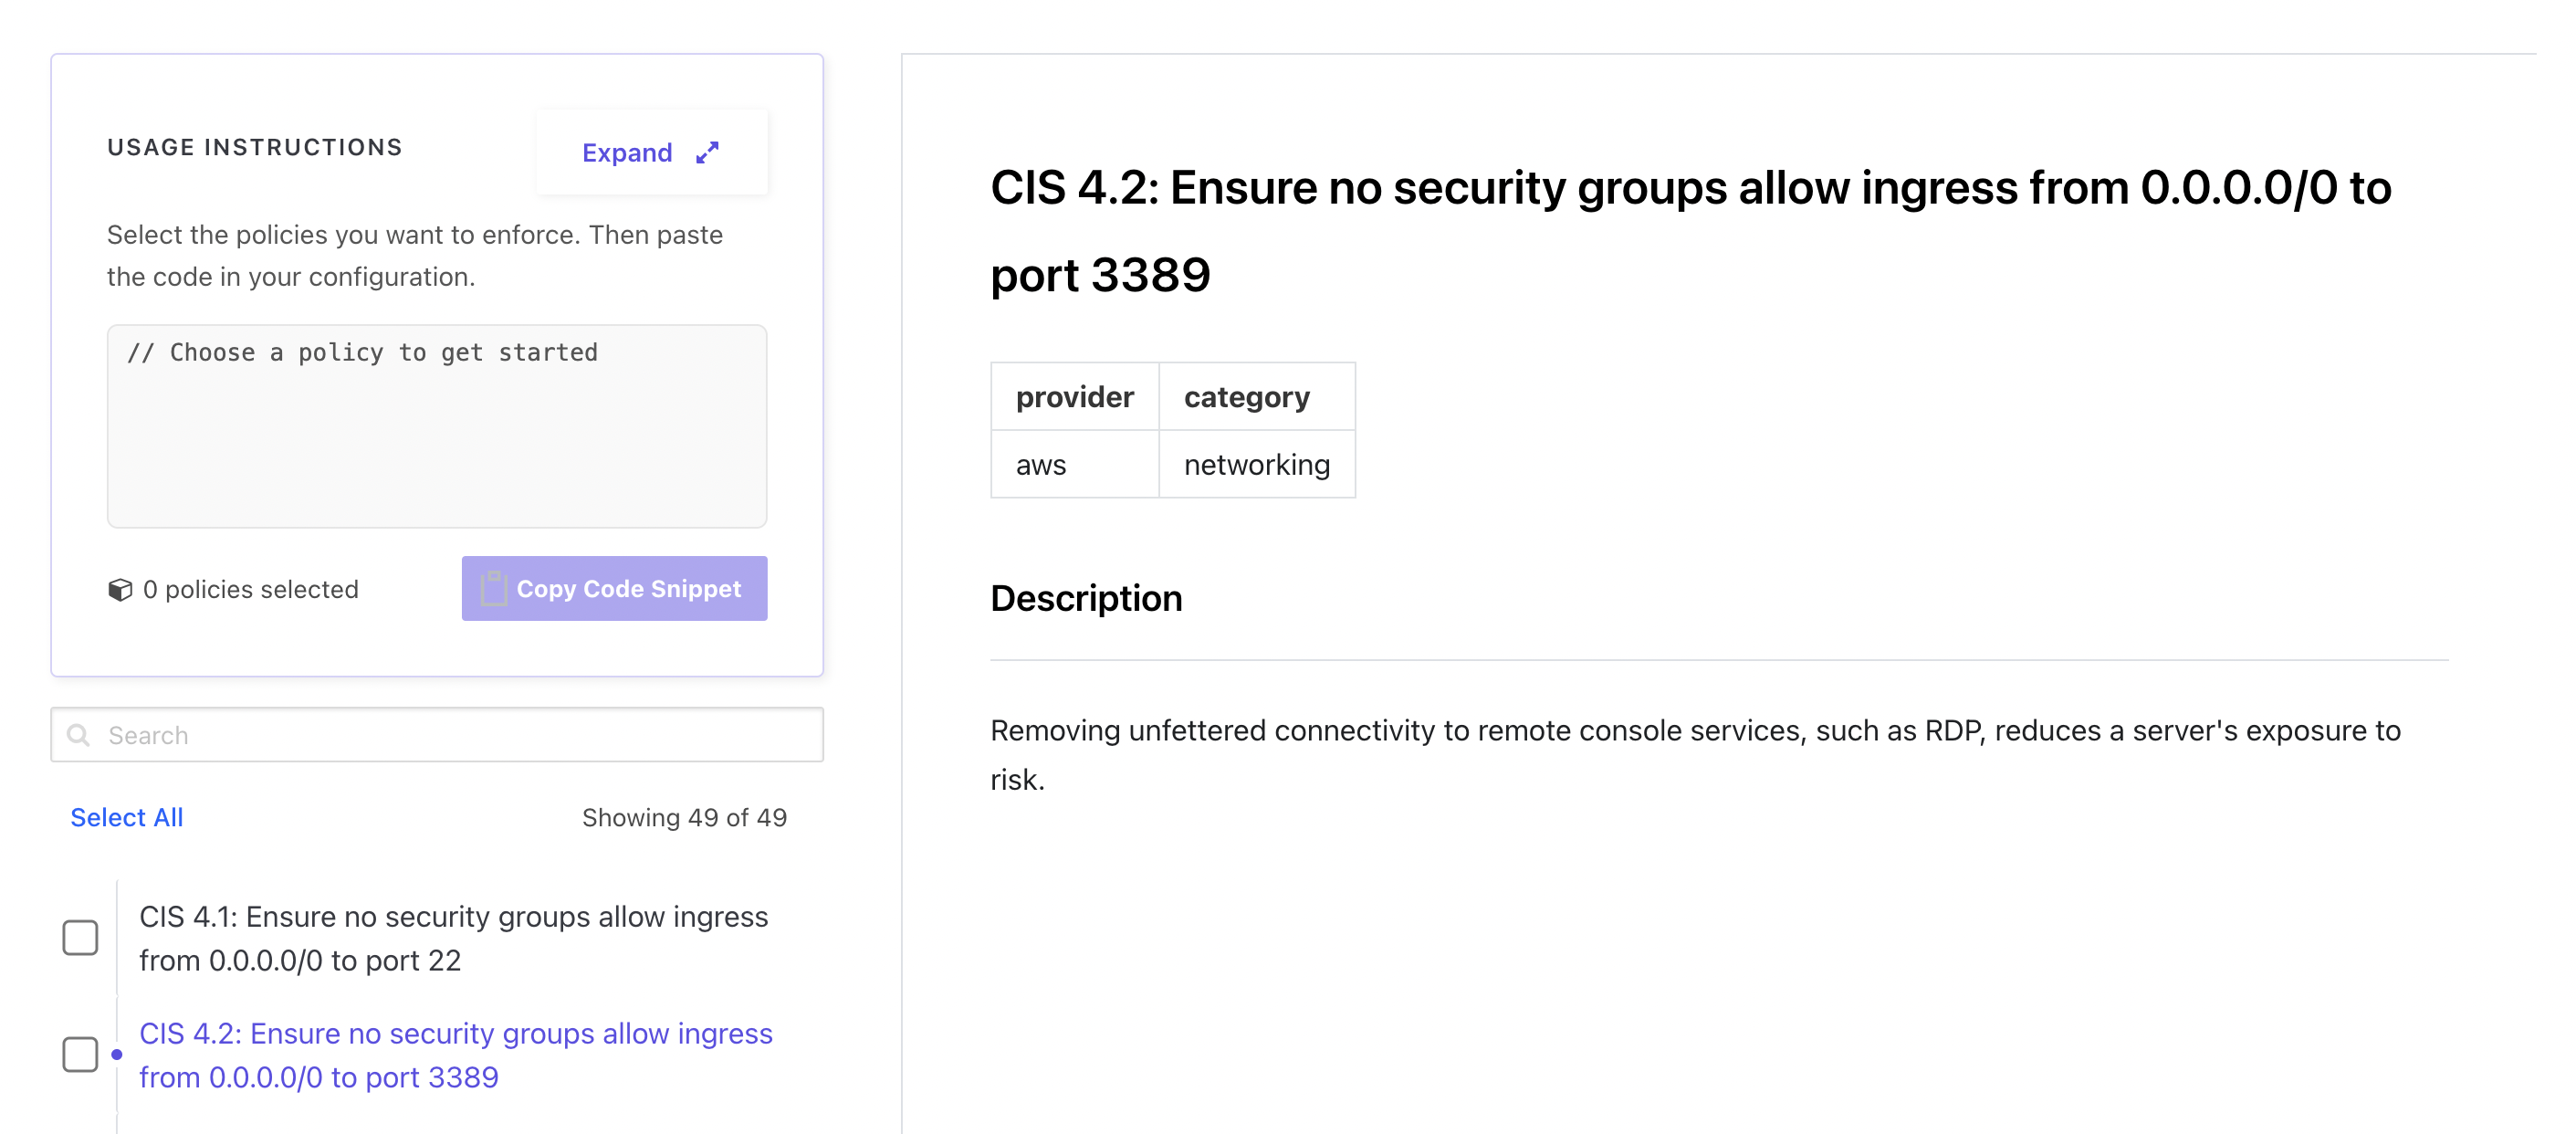 USAGE INSTRUCTIONS
Expand
Select the policies you want to enforce. Then paste
the code in your configuration.
// Choose a policy to get started
0 policies selected
Copy Code Snippet
Search
Select All
Showing 49 of 49
CIS 4.1: Ensure no security groups allow ingress
from 0.0.0.0/0 to port 22
CIS 4.2: Ensure no security groups allow ingress
from 0.0.0.0/0 to port 3389
CIS 4.2: Ensure no security groups allow ingress from 0.0.0.0/0 to
port 3389
provider category
aws networking
Description
Removing unfettered connectivity to remote console services, such as RDP, reduces a server's exposure to
risk.